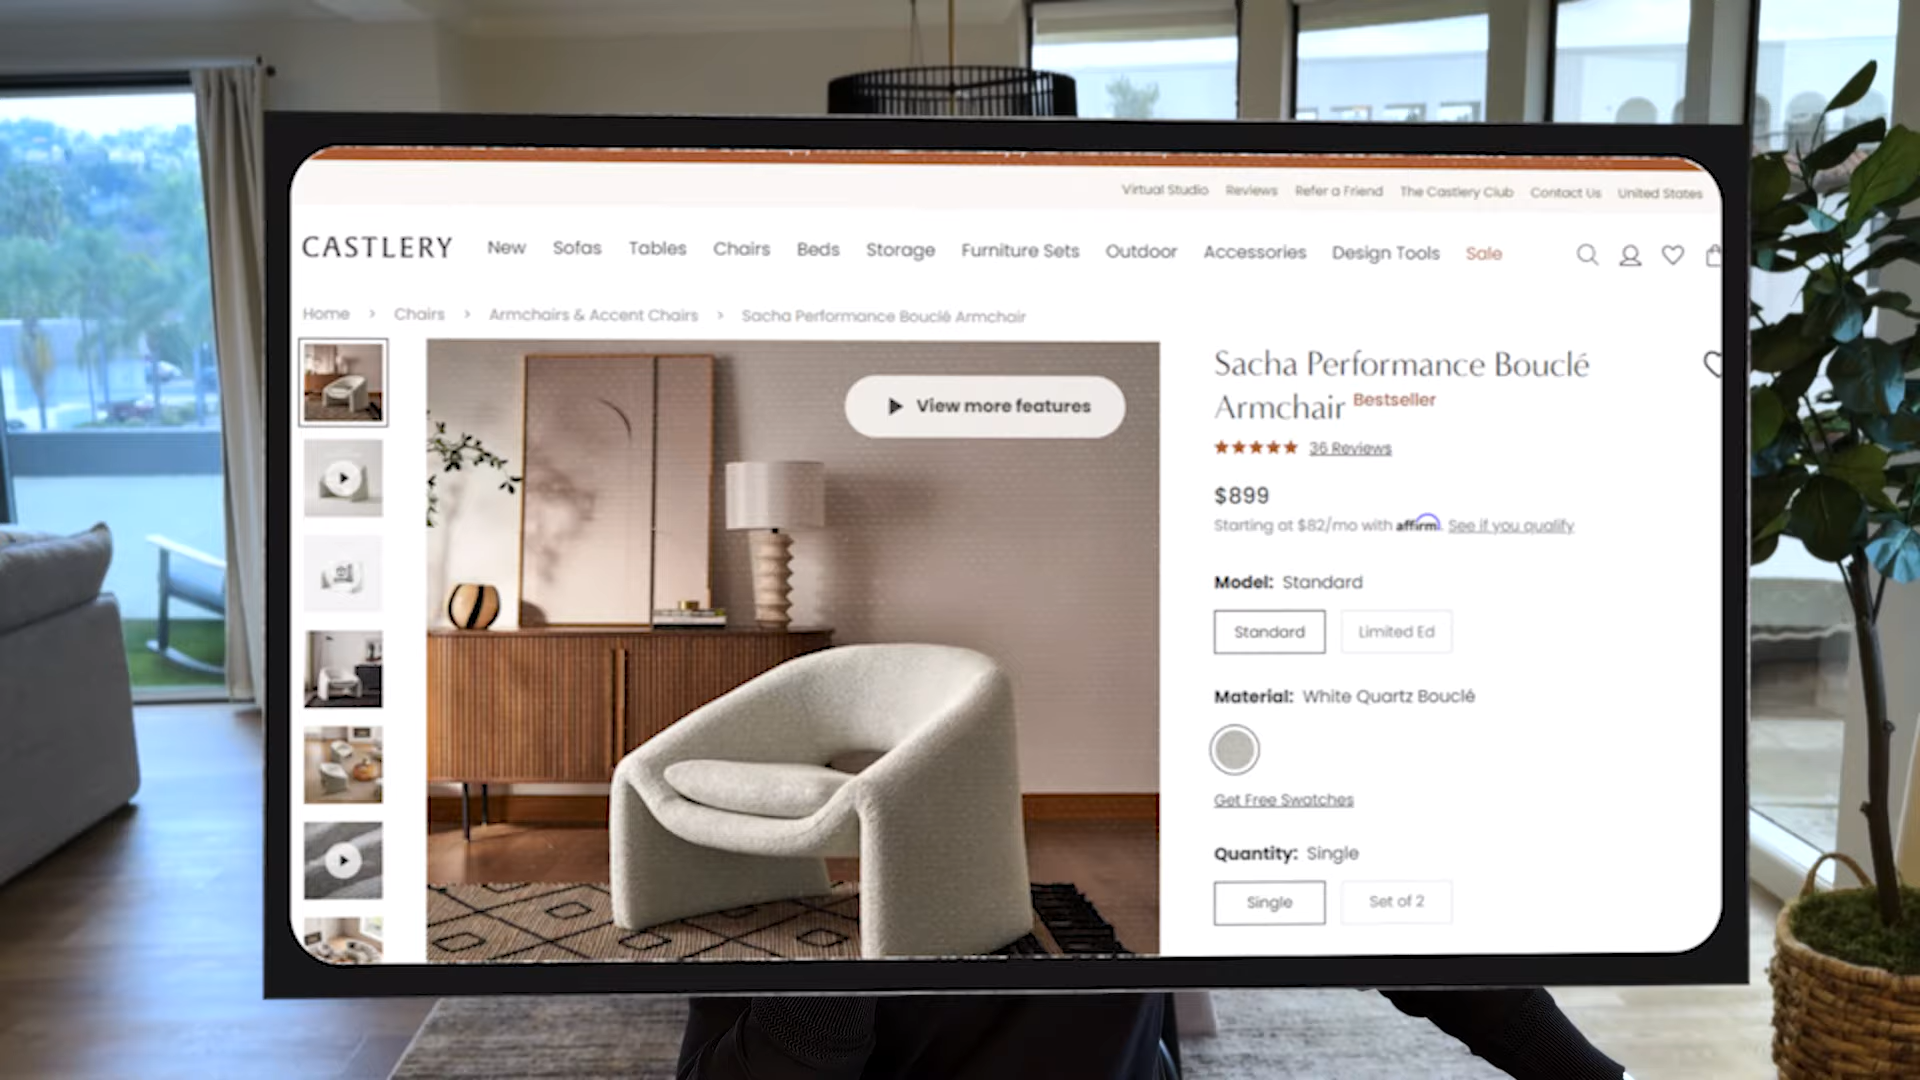 Virtual Studio Reviews Refer a Friend The Castlery Club Contact Us United States
CASTLERY New Sofas Tables Chairs Beds Storage Furniture Sets Outdoor Accessories Design Tools Sale
Home > Chairs > Armchairs & Accent Chairs > Sacha Performance Bouclé Armchair
View more features
Sacha Performance Bouclé
Armchair Bestseller
36 Reviews
$899
Starting at $82/mo with affirm. See if you qualify
Model: Standard
Standard Limited Ed
Material: White Quartz Bouclé
Get Free Swatches
Quantity: Single
Single Set of 2